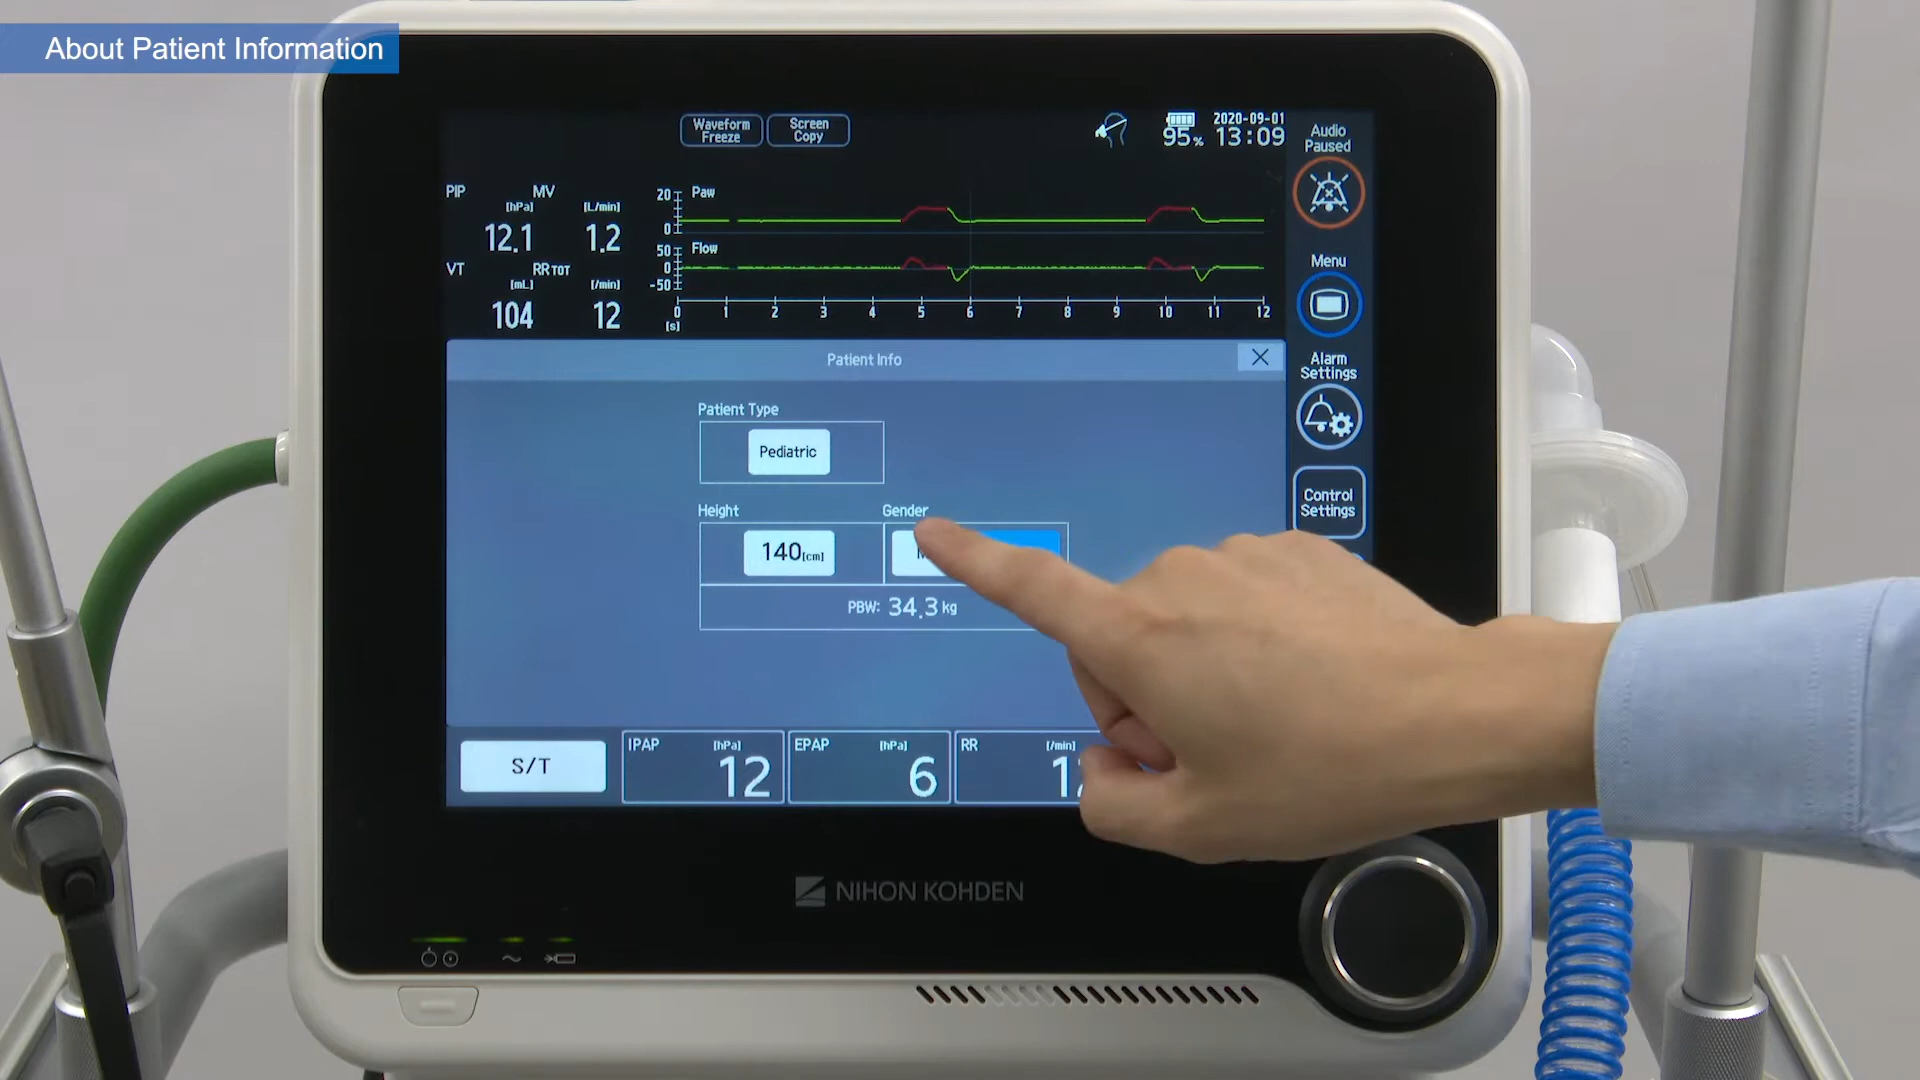 About Patient Information
Waveform Freeze
Screen Copy
95% 2020-09-01 13:09
Audio Paused
PIP [hPa] 12.1
MV [L/min] 1.2
VT [mL] 104
RR TOT [/min] 12
20 Paw
0
50 Flow
0
-50
0 1 2 3 4 5 6 7 8 9 10 11 12
[s]
Menu
Alarm Settings
Control Settings
Patient Info
Patient Type
Pediatric
Height Gender
140[cm]
PBW: 34.3 kg
S/T
IPAP [hPa] 12
EPAP [hPa] 6
RR [/min]
NIHON KOHDEN